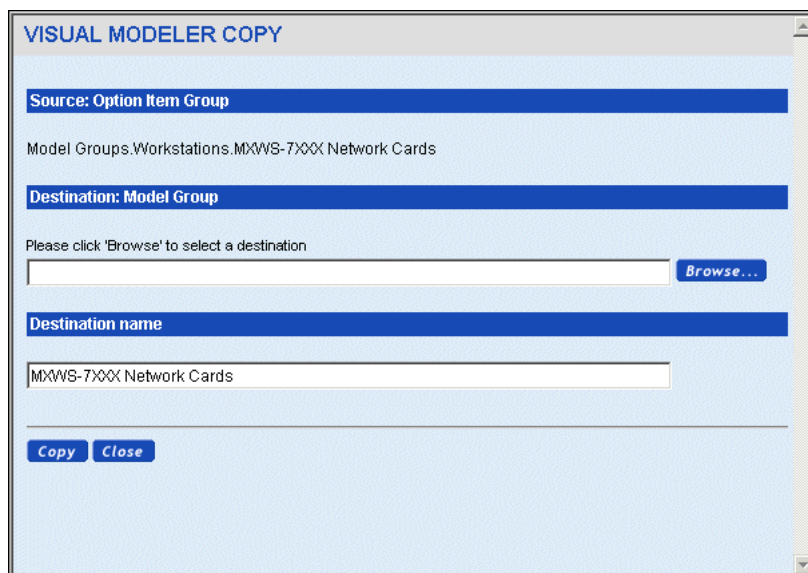 VISUAL MODELER COPY
Source: Option Item Group
Model Groups.Workstations.MXWS-7XXX Network Cards
Destination: Model Group
Please click 'Browse' to select a destination
Browse...
Destination name
MXWS-7XXX Network Cards
Copy Close